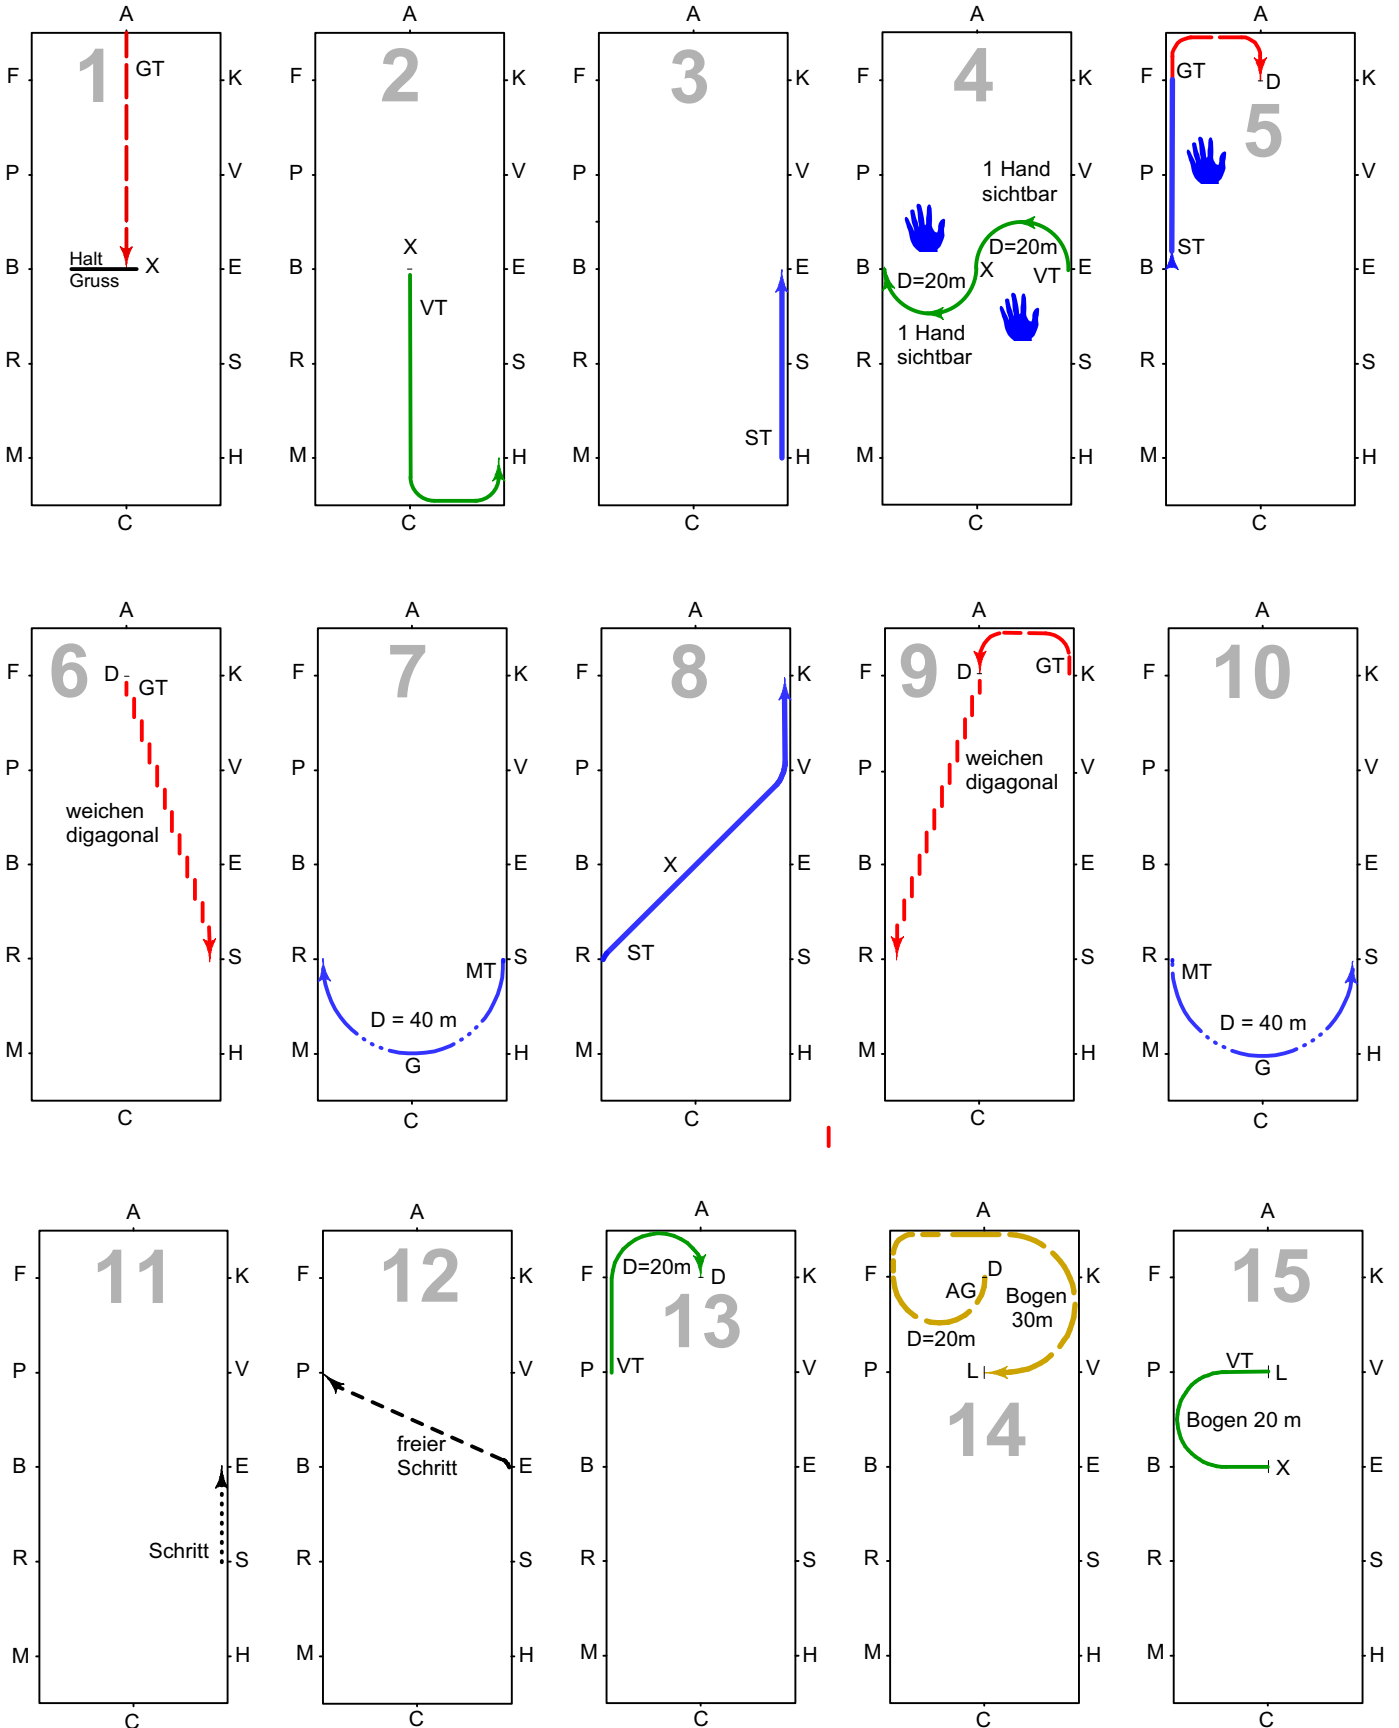 A
1
GT
F
K
P
V
Halt
B
X
E
Gruss
R
S
M
H
C
A
2
F
K
P
V
X
B
E
VT
R
S
M
H
C
A
3
F
K
P
V
B
E
R
S
ST
M
H
C
A
4
F
K
1 Hand
sichtbar
P
V
D=20m
B
D=20m
X
VT
E
1 Hand
sichtbar
R
S
M
H
C
A
GT
F
K
D
5
P
V
ST
B
E
R
S
M
H
C
A
6
F
D
K
GT
P
V
weichen
digagonal
B
E
R
S
M
H
C
A
7
F
K
P
V
B
E
R
S
MT
D = 40 m
M
H
G
C
A
8
F
K
P
V
B
X
E
R
ST
S
M
H
C
A
9
F
D
GT
K
weichen
digagonal
P
V
B
E
R
S
M
H
C
A
10
F
K
P
V
B
E
R
S
MT
D = 40 m
M
H
G
C
A
11
F
K
P
V
B
E
Schritt
R
S
M
H
C
A
12
F
K
P
V
freier
Schritt
B
E
R
S
M
H
C
A
D=20m
F
D
K
13
P
VT
V
B
E
R
S
M
H
C
A
F
D
K
AG
Bogen
30m
D=20m
P
L
V
14
B
E
R
S
M
H
C
A
15
F
K
VT
P
L
V
Bogen 20 m
B
X
E
R
S
M
H
C